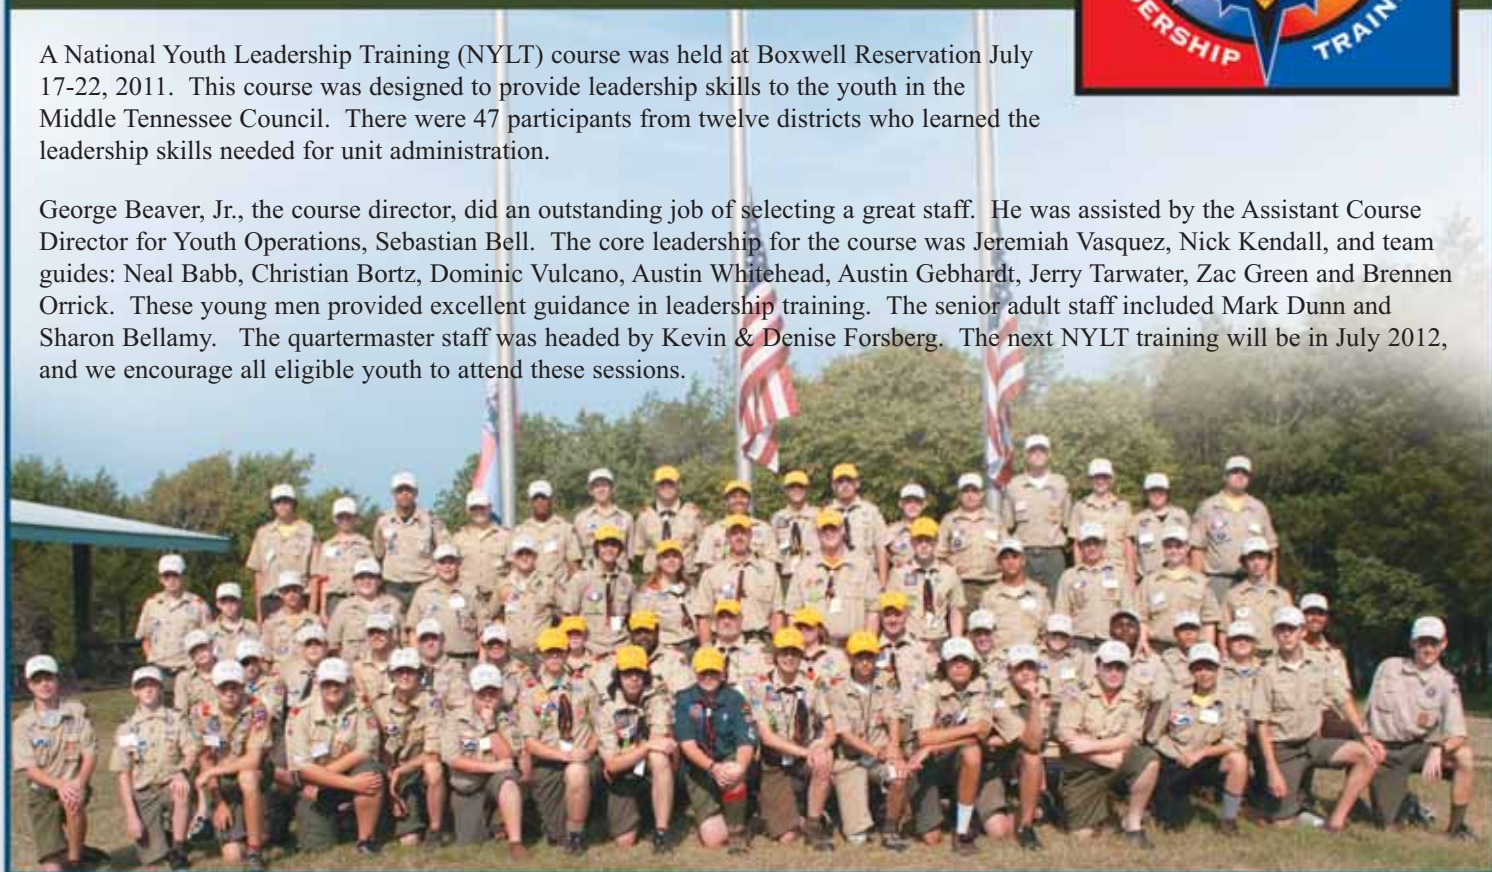 DERSHIP
TRAIN
A National Youth Leadership Training (NYLT) course was held at Boxwell Reservation July
17-22, 2011.  This course was designed to provide leadership skills to the youth in the
Middle Tennessee Council.  There were 47 participants from twelve districts who learned the
leadership skills needed for unit administration.
George Beaver, Jr., the course director, did an outstanding job of selecting a great staff.  He was assisted by the Assistant Course
Director for Youth Operations, Sebastian Bell.  The core leadership for the course was Jeremiah Vasquez, Nick Kendall, and team
guides: Neal Babb, Christian Bortz, Dominic Vulcano, Austin Whitehead, Austin Gebhardt, Jerry Tarwater, Zac Green and Brennen
Orrick.  These young men provided excellent guidance in leadership training.  The senior adult staff included Mark Dunn and
Sharon Bellamy.   The quartermaster staff was headed by Kevin & Denise Forsberg.  The next NYLT training will be in July 2012,
and we encourage all eligible youth to attend these sessions.